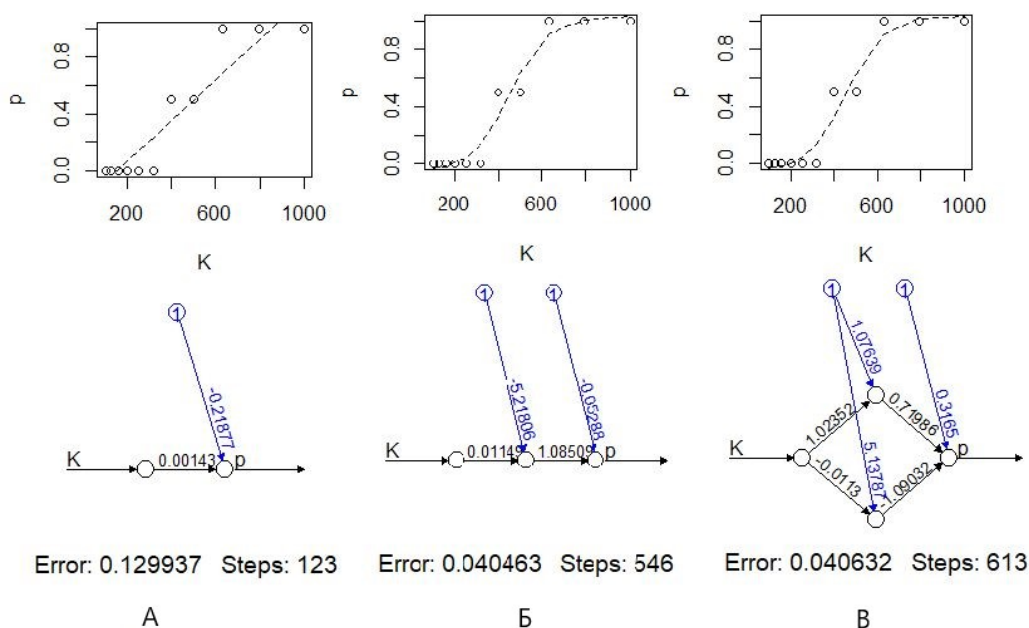 0.8
0.4
0.0
p
200 600 1000
K
0.8
0.4
0.0
p
200 600 1000
K
0.8
0.4
0.0
p
200 600 1000
K
1
-0.21877
K
0.00143
p
Error: 0.129937 Steps: 123
А
1 1
-5.21806
-0.05288
K
0.01149
1.08509
p
Error: 0.040463 Steps: 546
Б
1 1
1.07639
5.13787
0.3165
1.02352
0.71986
K
-0.0113
-1.09032
p
Error: 0.040632 Steps: 613
В